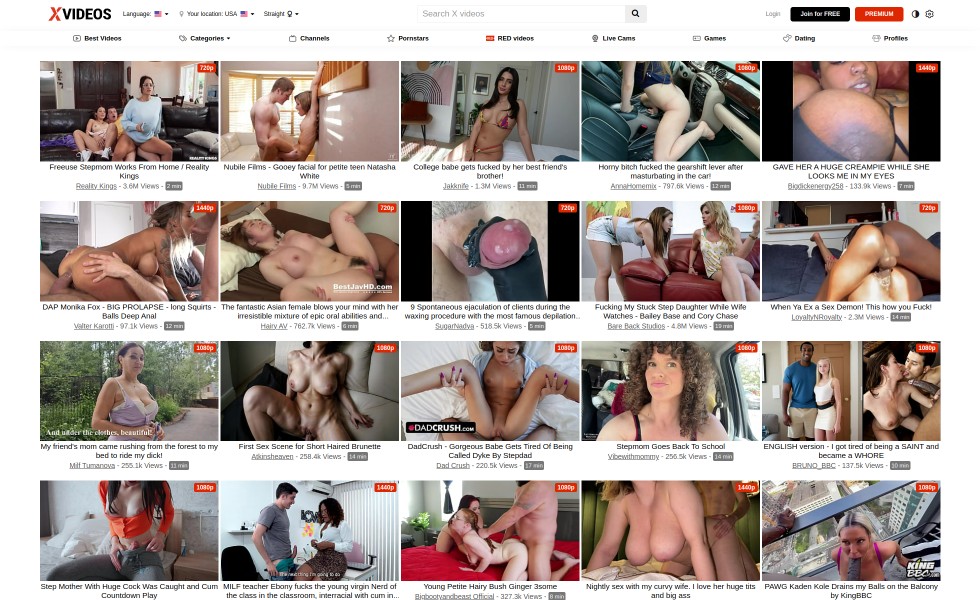 XVIDEOS
Language:
Your location: USA
Straight
Search X videos
Login
Join for FREE
PREMIUM
Best Videos
Categories
Channels
Pornstars
RED videos
Live Cams
Games
Dating
Profiles
720p
1080p
1080p
1440p
REALITY KINGS
Freeuse Stepmom Works From Home / Reality
Kings
Reality Kings - 3.6M Views - 2 min
Nubile Films - Gooey facial for petite teen Natasha
White
Nubile Films - 9.7M Views - 5 min
College babe gets fucked by her best friend's
brother!
Jakknife - 1.3M Views - 11 min
Horny bitch fucked the gearshift lever after
masturbating in the car!
AnnaHomemix - 797.6k Views - 12 min
GAVE HER A HUGE CREAMPIE WHILE SHE
LOOKS ME IN MY EYES
Bigdickenergy258 - 133.9k Views - 7 min
1440p
720p
720p
1080p
720p
BestJavHD.com
DAP Monika Fox - BIG PROLAPSE - long Squirts -
Balls Deep Anal
Valter Karotti - 97.1k Views - 12 min
The fantastic Asian female blows your mind with her
irresistible mixture of epic oral abilities and...
Hairy AV - 762.7k Views - 6 min
9 Spontaneous ejaculation of clients during the
waxing procedure with the most famous depilation..
SugarNadya - 518.5k Views - 5 min
Fucking My Stuck Step Daughter While Wife
Watches - Bailey Base and Cory Chase
Bare Back Studios - 4.8M Views - 19 min
When Ya Ex a Sex Demon! This how you Fuck!
LoyaltyNRoyalty - 2.3M Views - 14 min
1080p
1080p
1080p
1080p
1080p
And under the clothes, beautiful!
DADCRUSH.COM
My friend's mom came rushing from the forest to my
bed to ride my dick!
Milf Tumanova - 255.1k Views - 11 min
First Sex Scene for Short Haired Brunette
Atkinsheaven - 258.4k Views - 14 min
DadCrush - Gorgeous Babe Gets Tired Of Being
Called Dyke By Stepdad
Dad Crush - 220.5k Views - 17 min
Stepmom Goes Back To School
Vibewithmommy - 256.5k Views - 14 min
ENGLISH version - I got tired of being a SAINT and
became a WHORE
BRUNO_BBC - 137.5k Views - 10 min
1080p
1440p
1080p
1440p
1080p
KING
BBC
Step Mother With Huge Cock Was Caught and Cum
Countdown Play
MILF teacher Ebony fucks the young virgin Nerd of
the class in the classroom, interracial with cum in...
Young Petite Hairy Bush Ginger 3some
Bigbootyandbeast Official - 327.3k Views - 8 min
Nightly sex with my curvy wife. I love her huge tits
and big ass
PAWG Kaden Kole Drains my Balls on the Balcony
by KingBBC